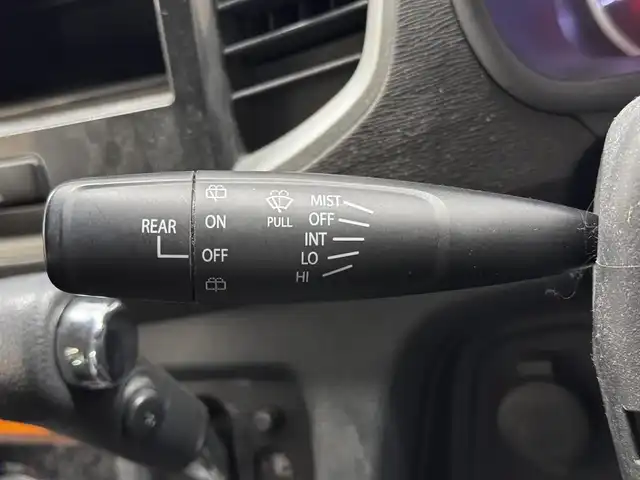 REAR
ON
OFF
PULL
MIST
OFF
INT
LO
HI